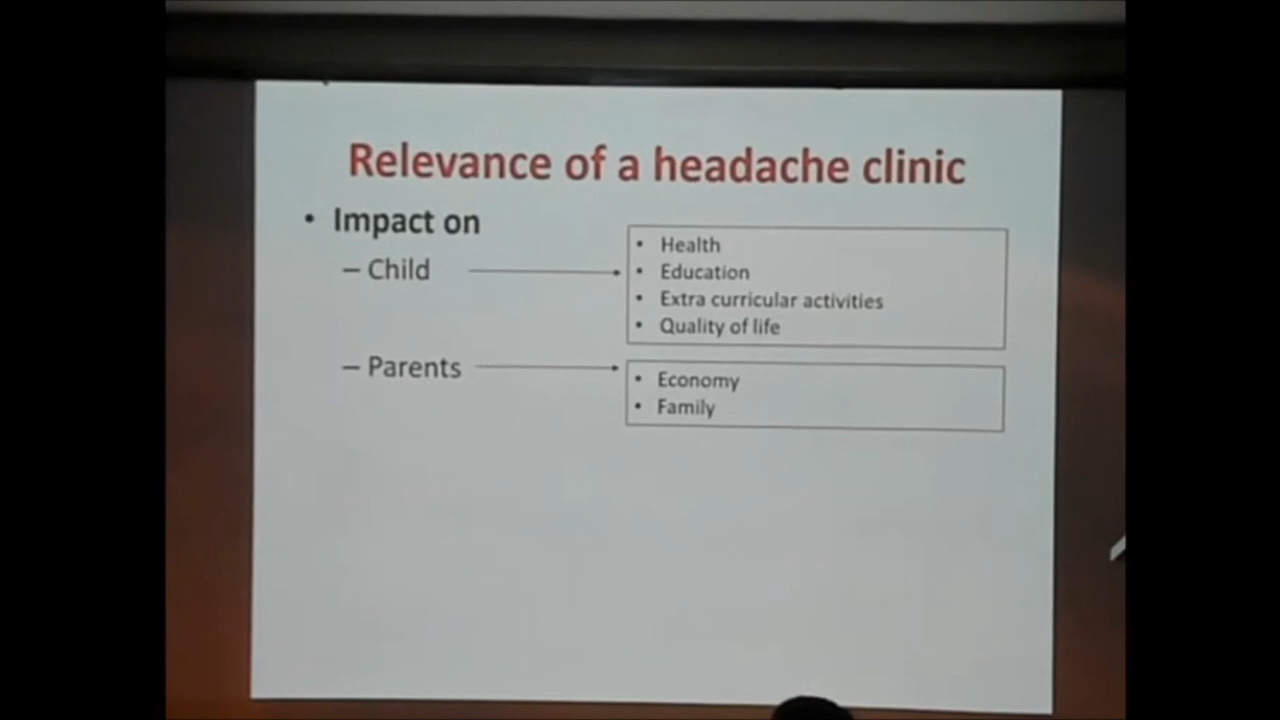 Relevance of a headache clinic
• Impact on
– Child
• Health
• Education
• Extra curricular activities
• Quality of life
– Parents
• Economy
• Family